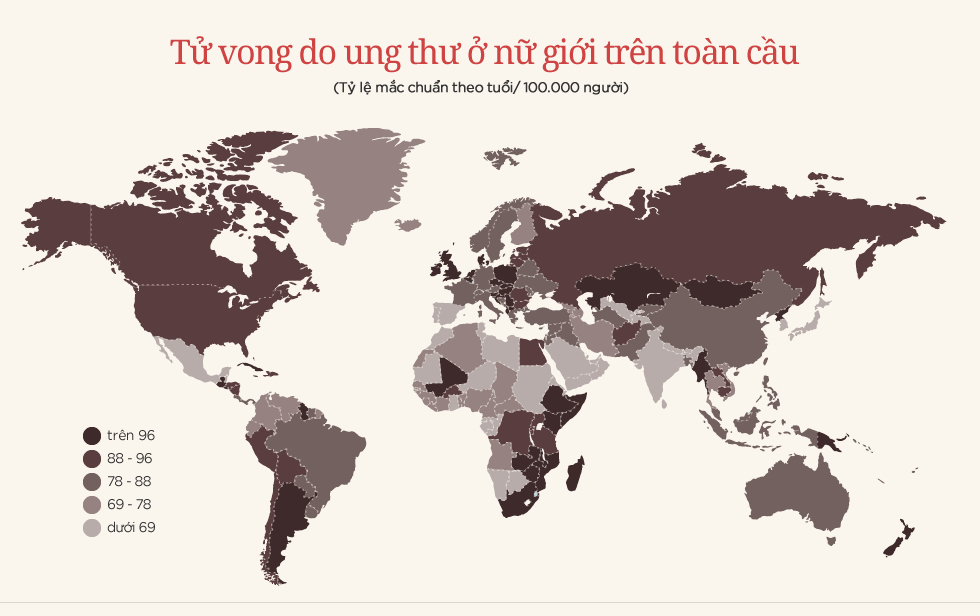 Tử vong do ung thư ở nữ giới trên toàn cầu
(Tỷ lệ mắc chuẩn theo tuổi/ 100.000 người)
trên 96
88 - 96
78 - 88
69 - 78
dưới 69